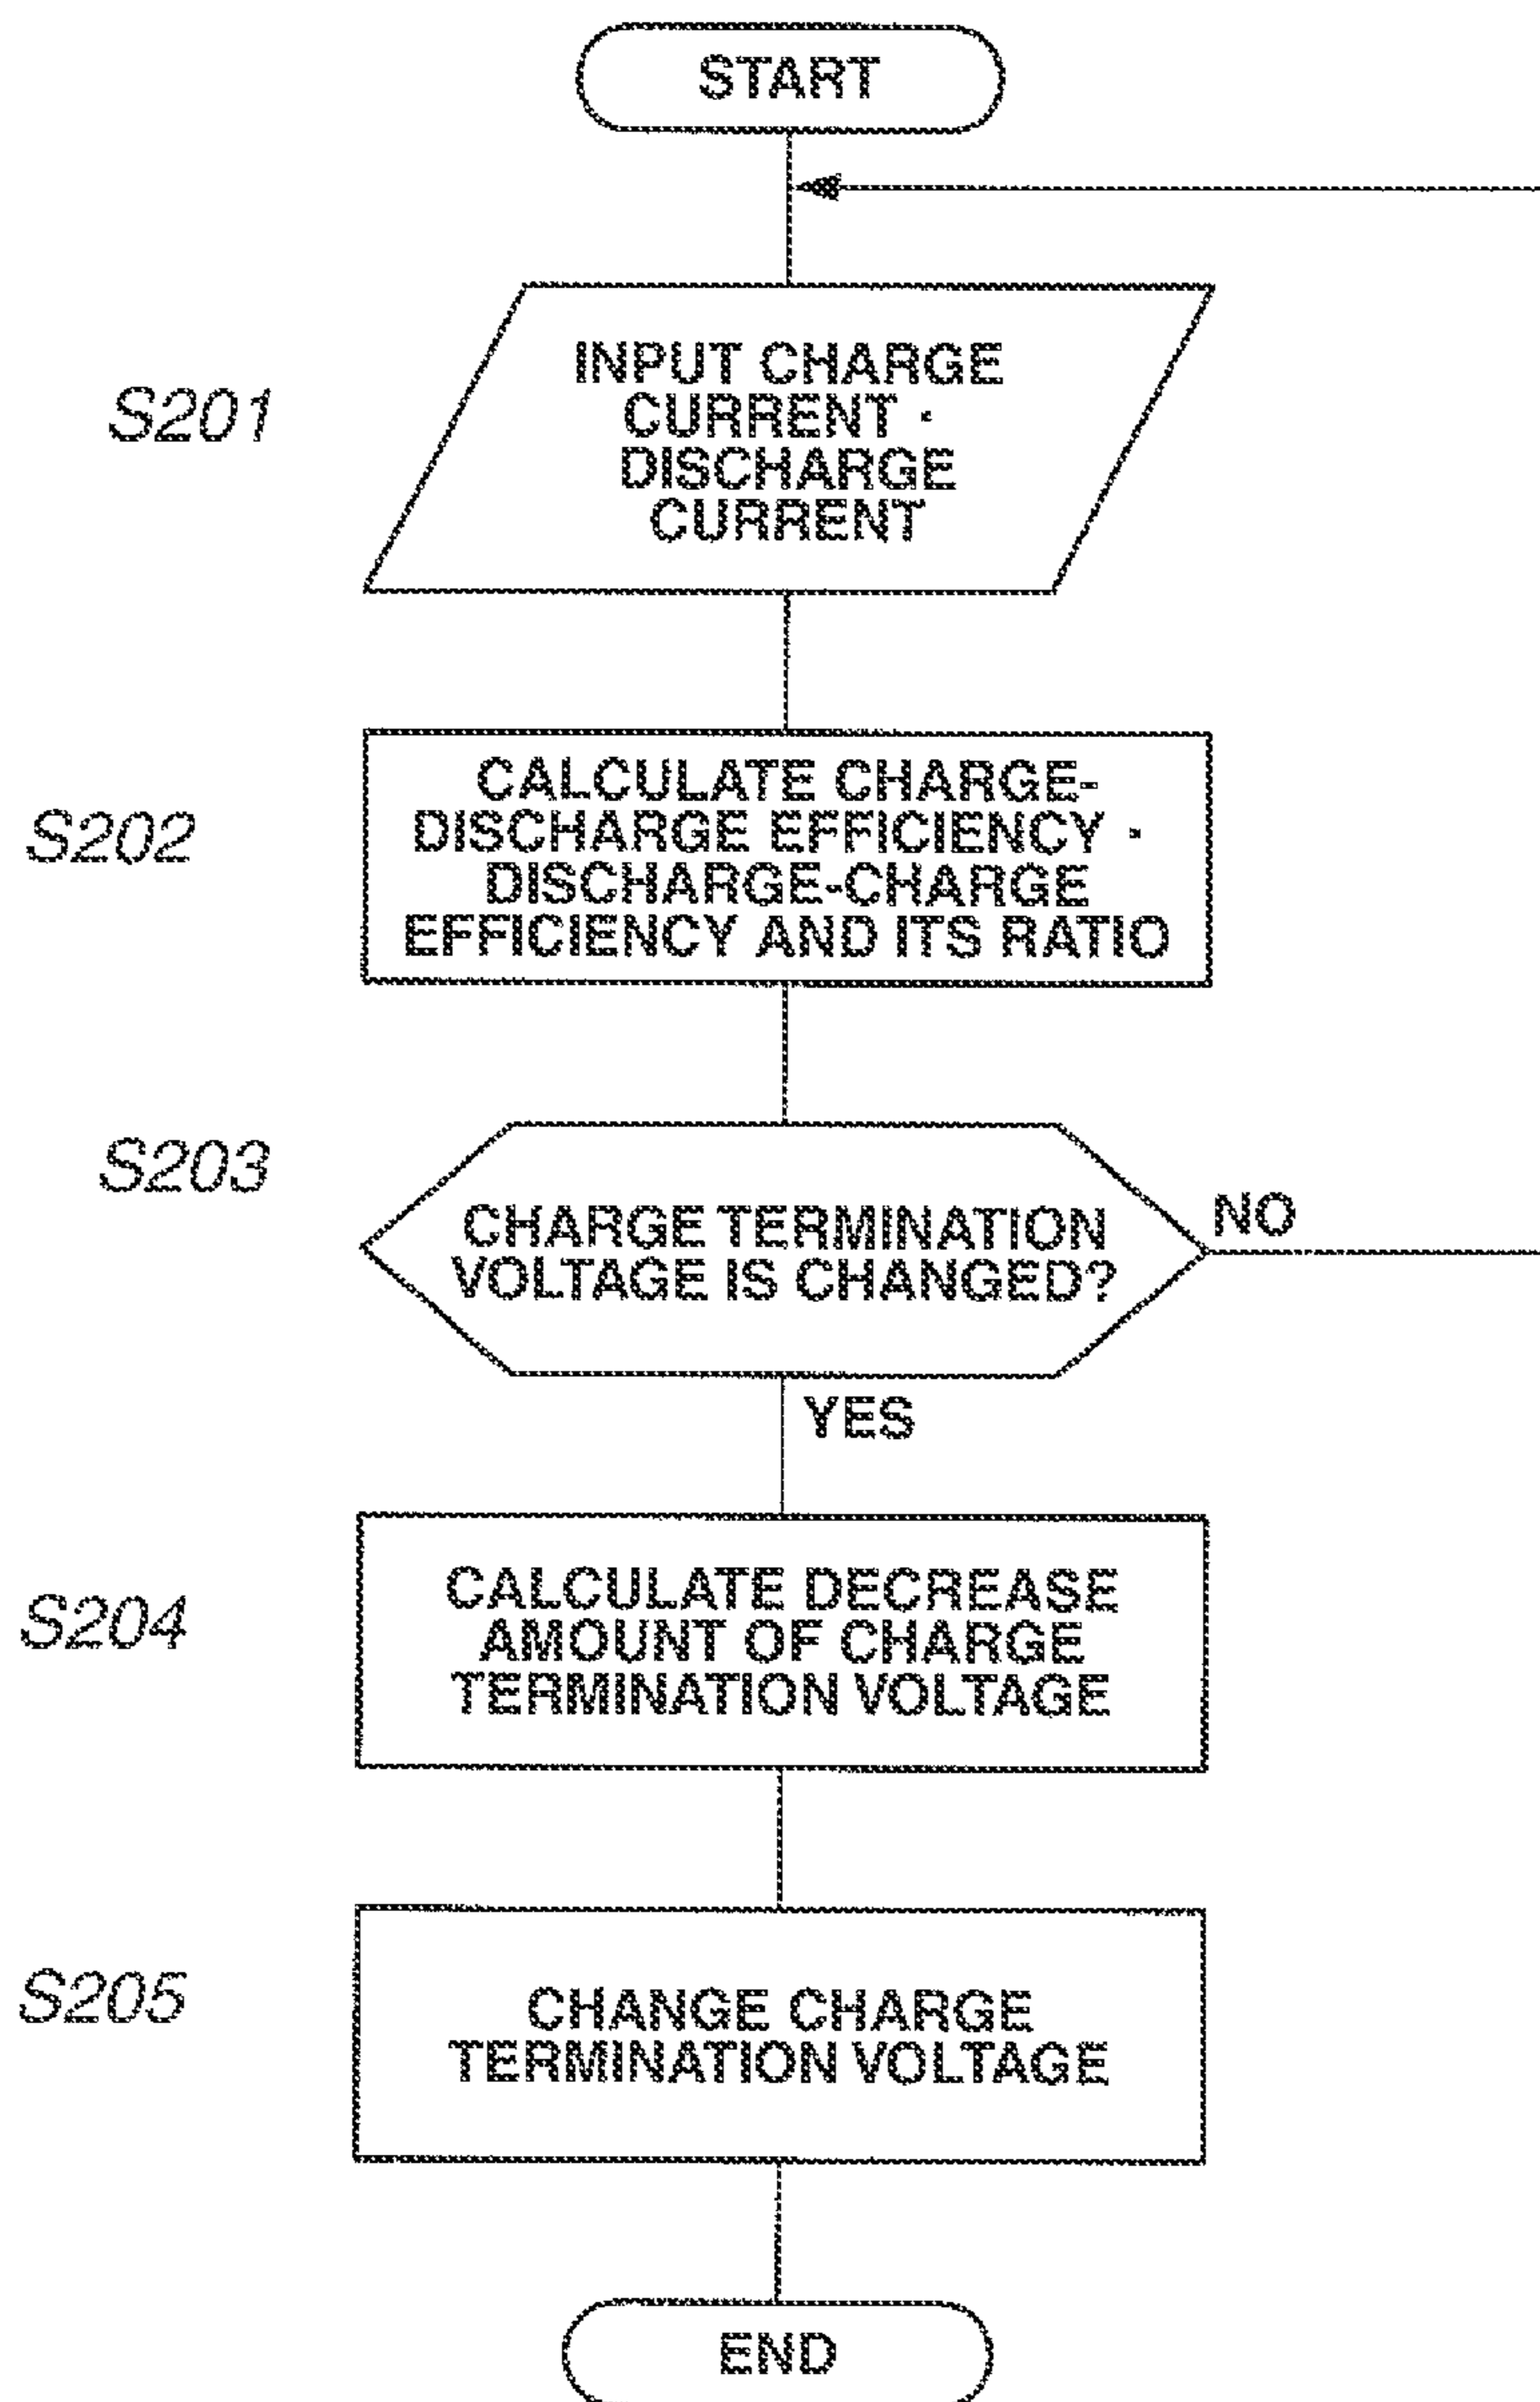 START
S201
INPUT CHARGE
CURRENT ·
DISCHARGE
CURRENT
S202
CALCULATE CHARGE-
DISCHARGE EFFICIENCY ·
DISCHARGE-CHARGE
EFFICIENCY AND ITS RATIO
S203
CHARGE TERMINATION
VOLTAGE IS CHANGED?
NO
YES
S204
CALCULATE DECREASE
AMOUNT OF CHARGE
TERMINATION VOLTAGE
S205
CHANGE CHARGE
TERMINATION VOLTAGE
END